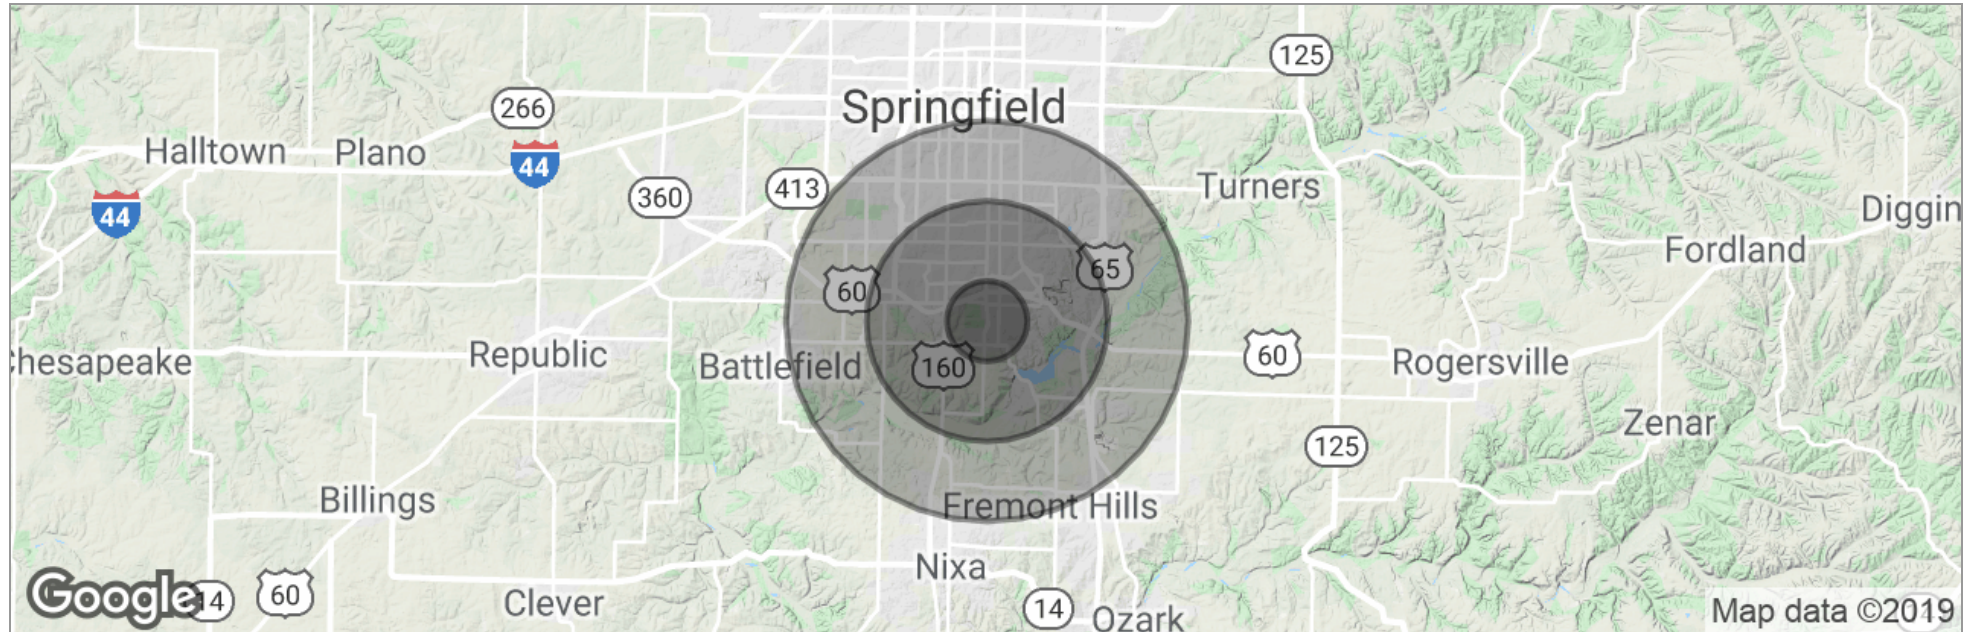 125
Springfield
266
Halltown
Plano
44
413
360
Turners
44
Diggin
Fordland
65
60
Republic
60
Rogersville
hesapeake
Battlefield
160
Zenar
125
Billings
Fremont Hills
Nixa
Google
14
60
Clever
14
Ozark
Map data ©2019